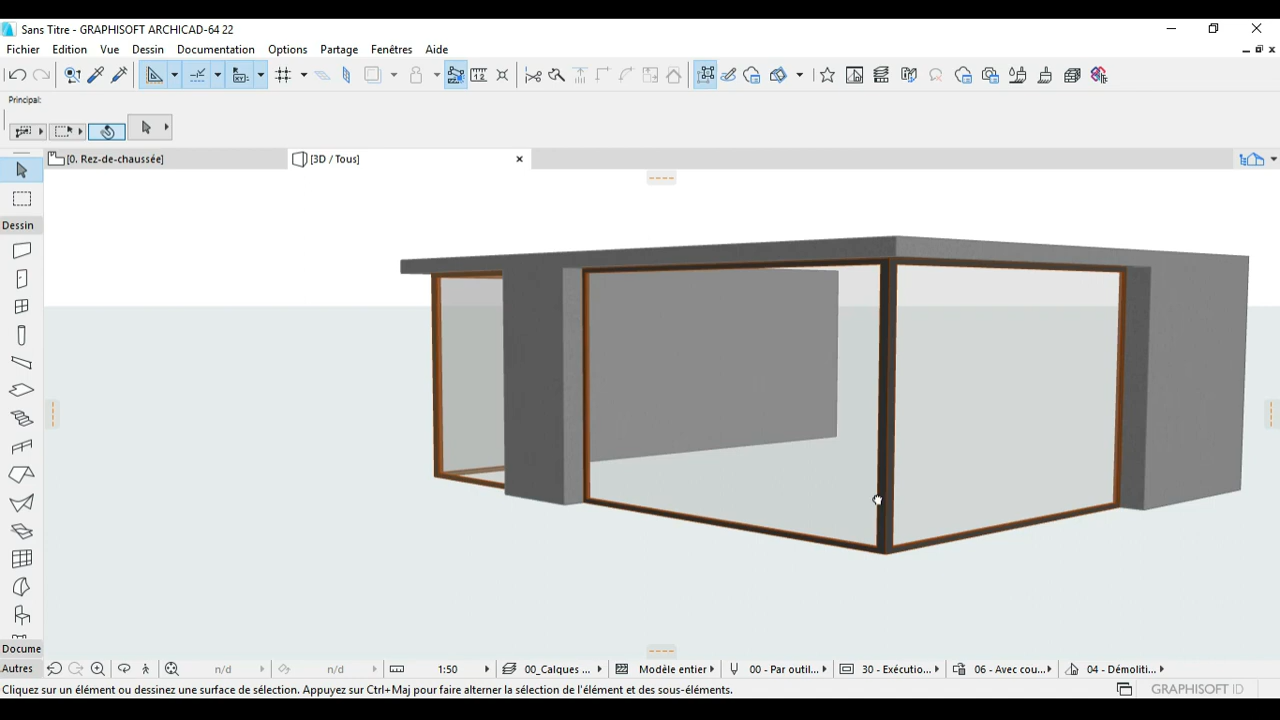 Sans Titre - GRAPHISOFT ARCHICAD-64 22
Fichier Edition Vue Dessin Documentation Options Partage Fenêtres Aide
Principal:
[0. Rez-de-chaussée] [3D / Tous]
Dessin
Docume
Autres n/d n/d 1:50 00_Calques ... Modèle entier 00 - Par outil... 30 - Exécutio... 06 - Avec cou... 04 - Démoliti...
Cliquez sur un élément ou dessinez une surface de sélection. Appuyez sur Ctrl+Maj pour faire alterner la sélection de l'élément et des sous-éléments. GRAPHISOFT ID